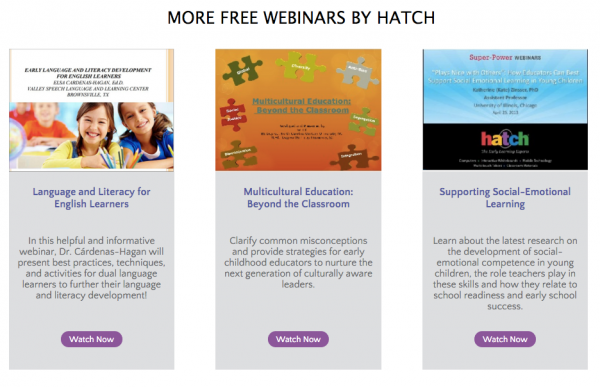 MORE FREE WEBINARS BY HATCH
EARLY LANGUAGE AND LITERACY DEVELOPMENT
FOR ENGLISH LEARNERS
ELSA CÁRDENAS-HAGAN, Ed.D.
VALLEY SPEECH LANGUAGE AND LEARNING CENTER
BROWNSVILLE, TX
Language and Literacy for
English Learners
In this helpful and informative
webinar, Dr. Cárdenas-Hagan will
present best practices, techniques,
and activities for dual language
learners to further their language
and literacy development!
Watch Now
Multicultural Education:
Beyond the Classroom
Multicultural Education:
Beyond the Classroom
Clarify common misconceptions
and provide strategies for early
childhood educators to nurture the
next generation of culturally aware
leaders.
Watch Now
Super-Power WEBINARS
University of Illinois, Chicago
hatch
The Early Learning Experts
Supporting Social-Emotional
Learning
Learn about the latest research on
the development of social-
emotional competence in young
children, the role teachers play in
these skills and how they relate to
school readiness and early school
success.
Watch Now